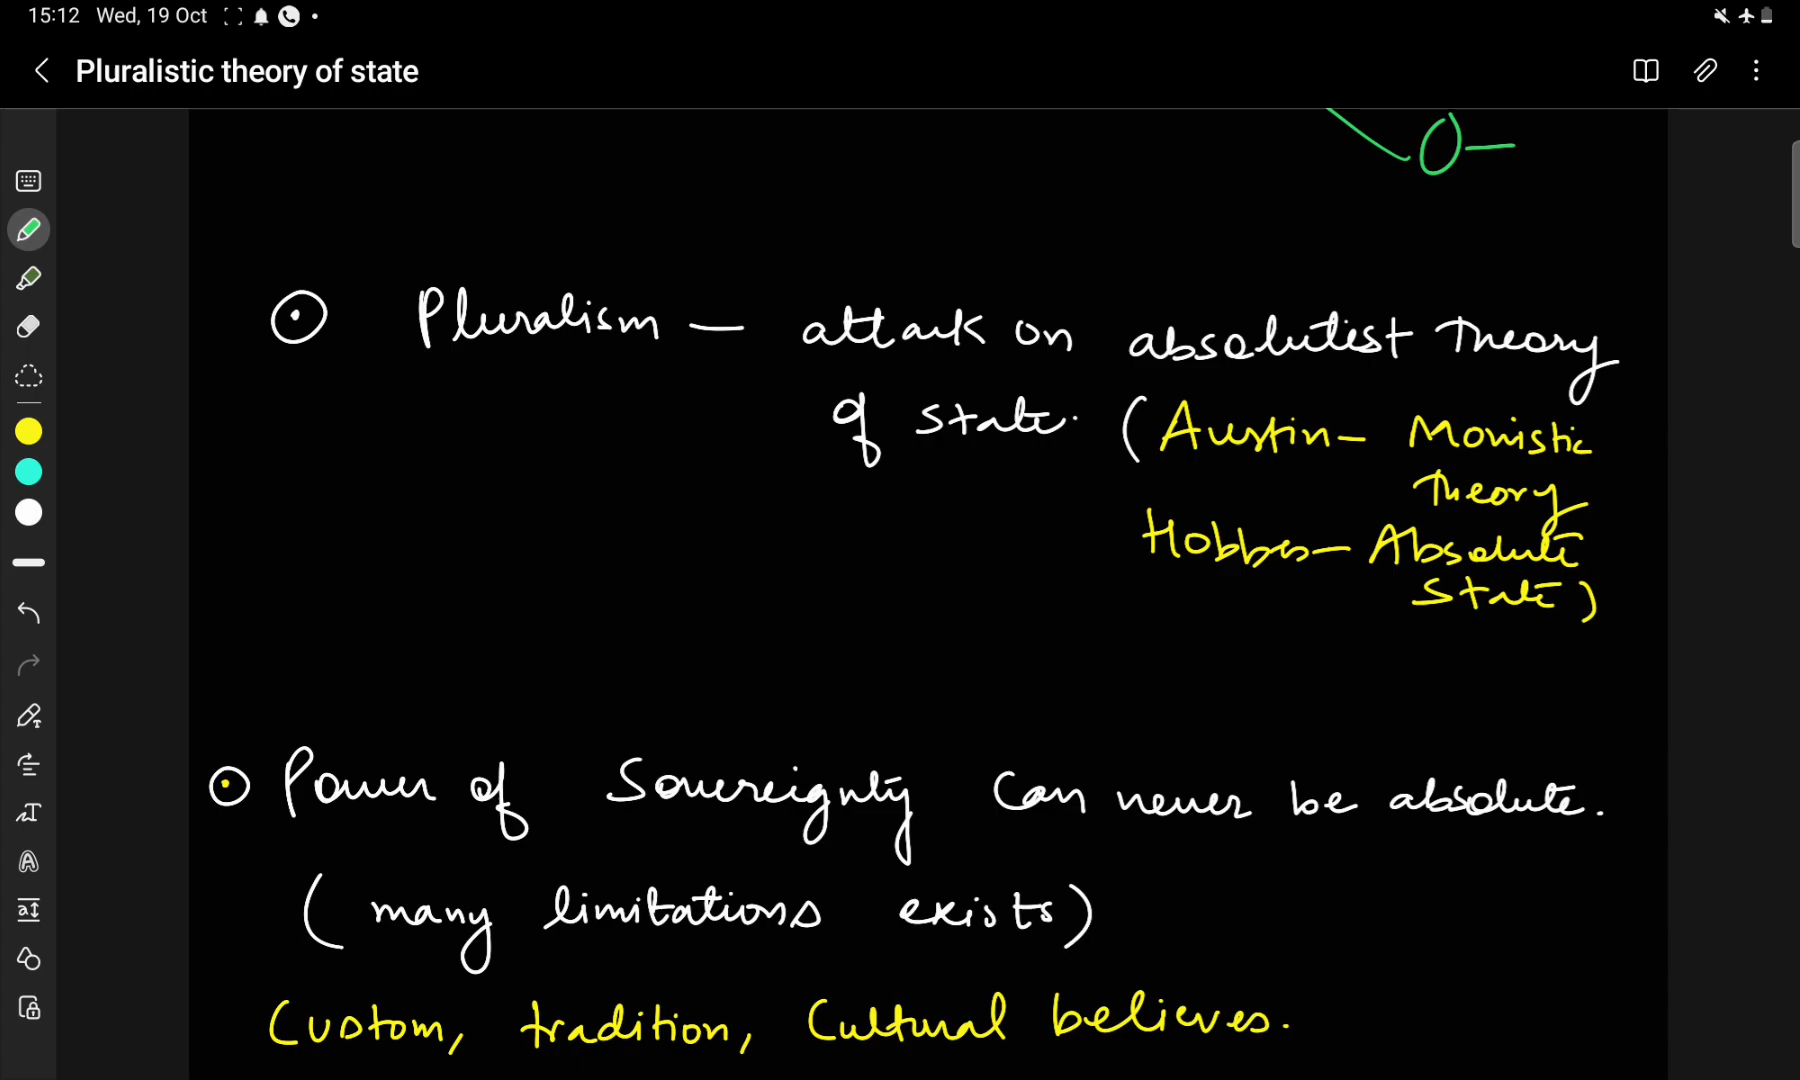 15:12 Wed, 19 Oct
Pluralistic theory of state
O-
Pluralism - attack on absolutest Theory
of state. (Austin- Monistic
Theory
Hobbes- Absolute
State)
Power of Sovereignty can never be absolute.
(many limitations exists)
Custom, tradition, Cultural believes.